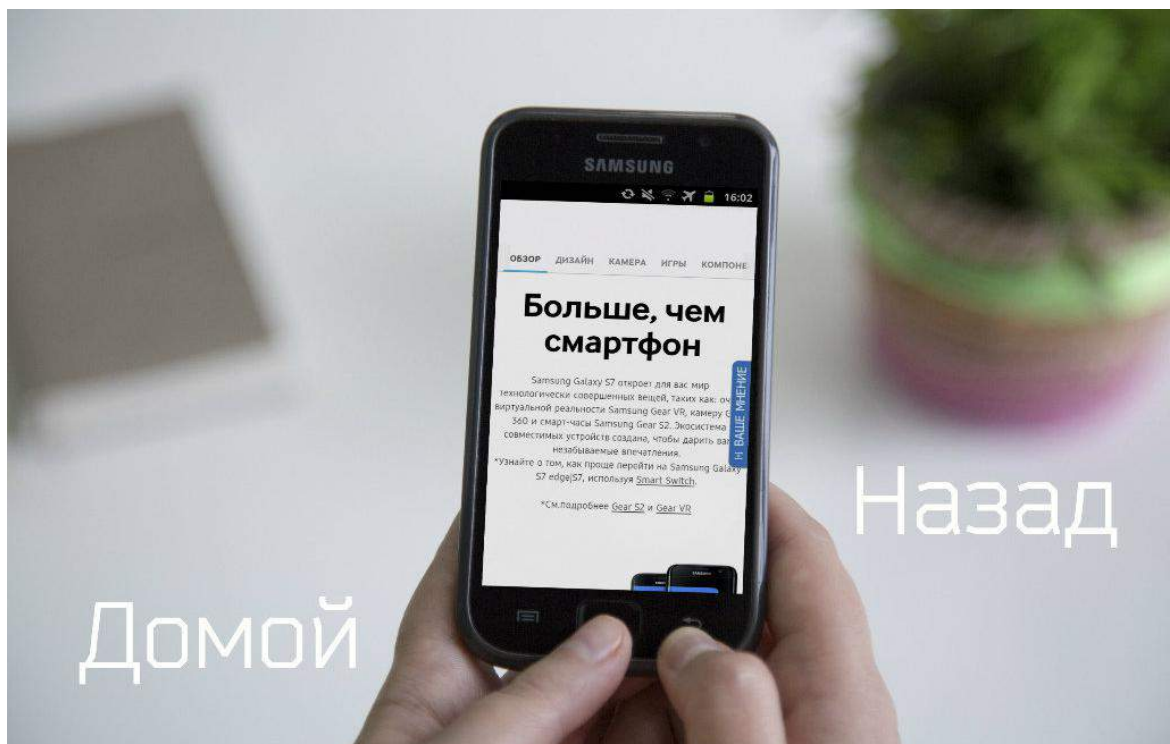 SAMSUNG
16:02
ОБЗОР ДИЗАЙН КАМЕРА ИГРЫ КОМПОНЕ
Больше, чем
смартфон
Samsung Galaxy S7 откроет для вас мир
технологически совершенных вещей, таких как: оч
виртуальной реальности Samsung Gear VR, камеру G
360 и смарт-часы Samsung Gear S2. Экосистема
совместимых устройств создана, чтобы дарить ва
незабываемые впечатления.
*Узнайте о том, как проще перейти на Samsung Galaxy
S7 edge|S7, используя Smart Switch.
*См.подробнее Gear S2 и Gear VR
ВАШЕ МНЕНИЕ
Назад
Домой